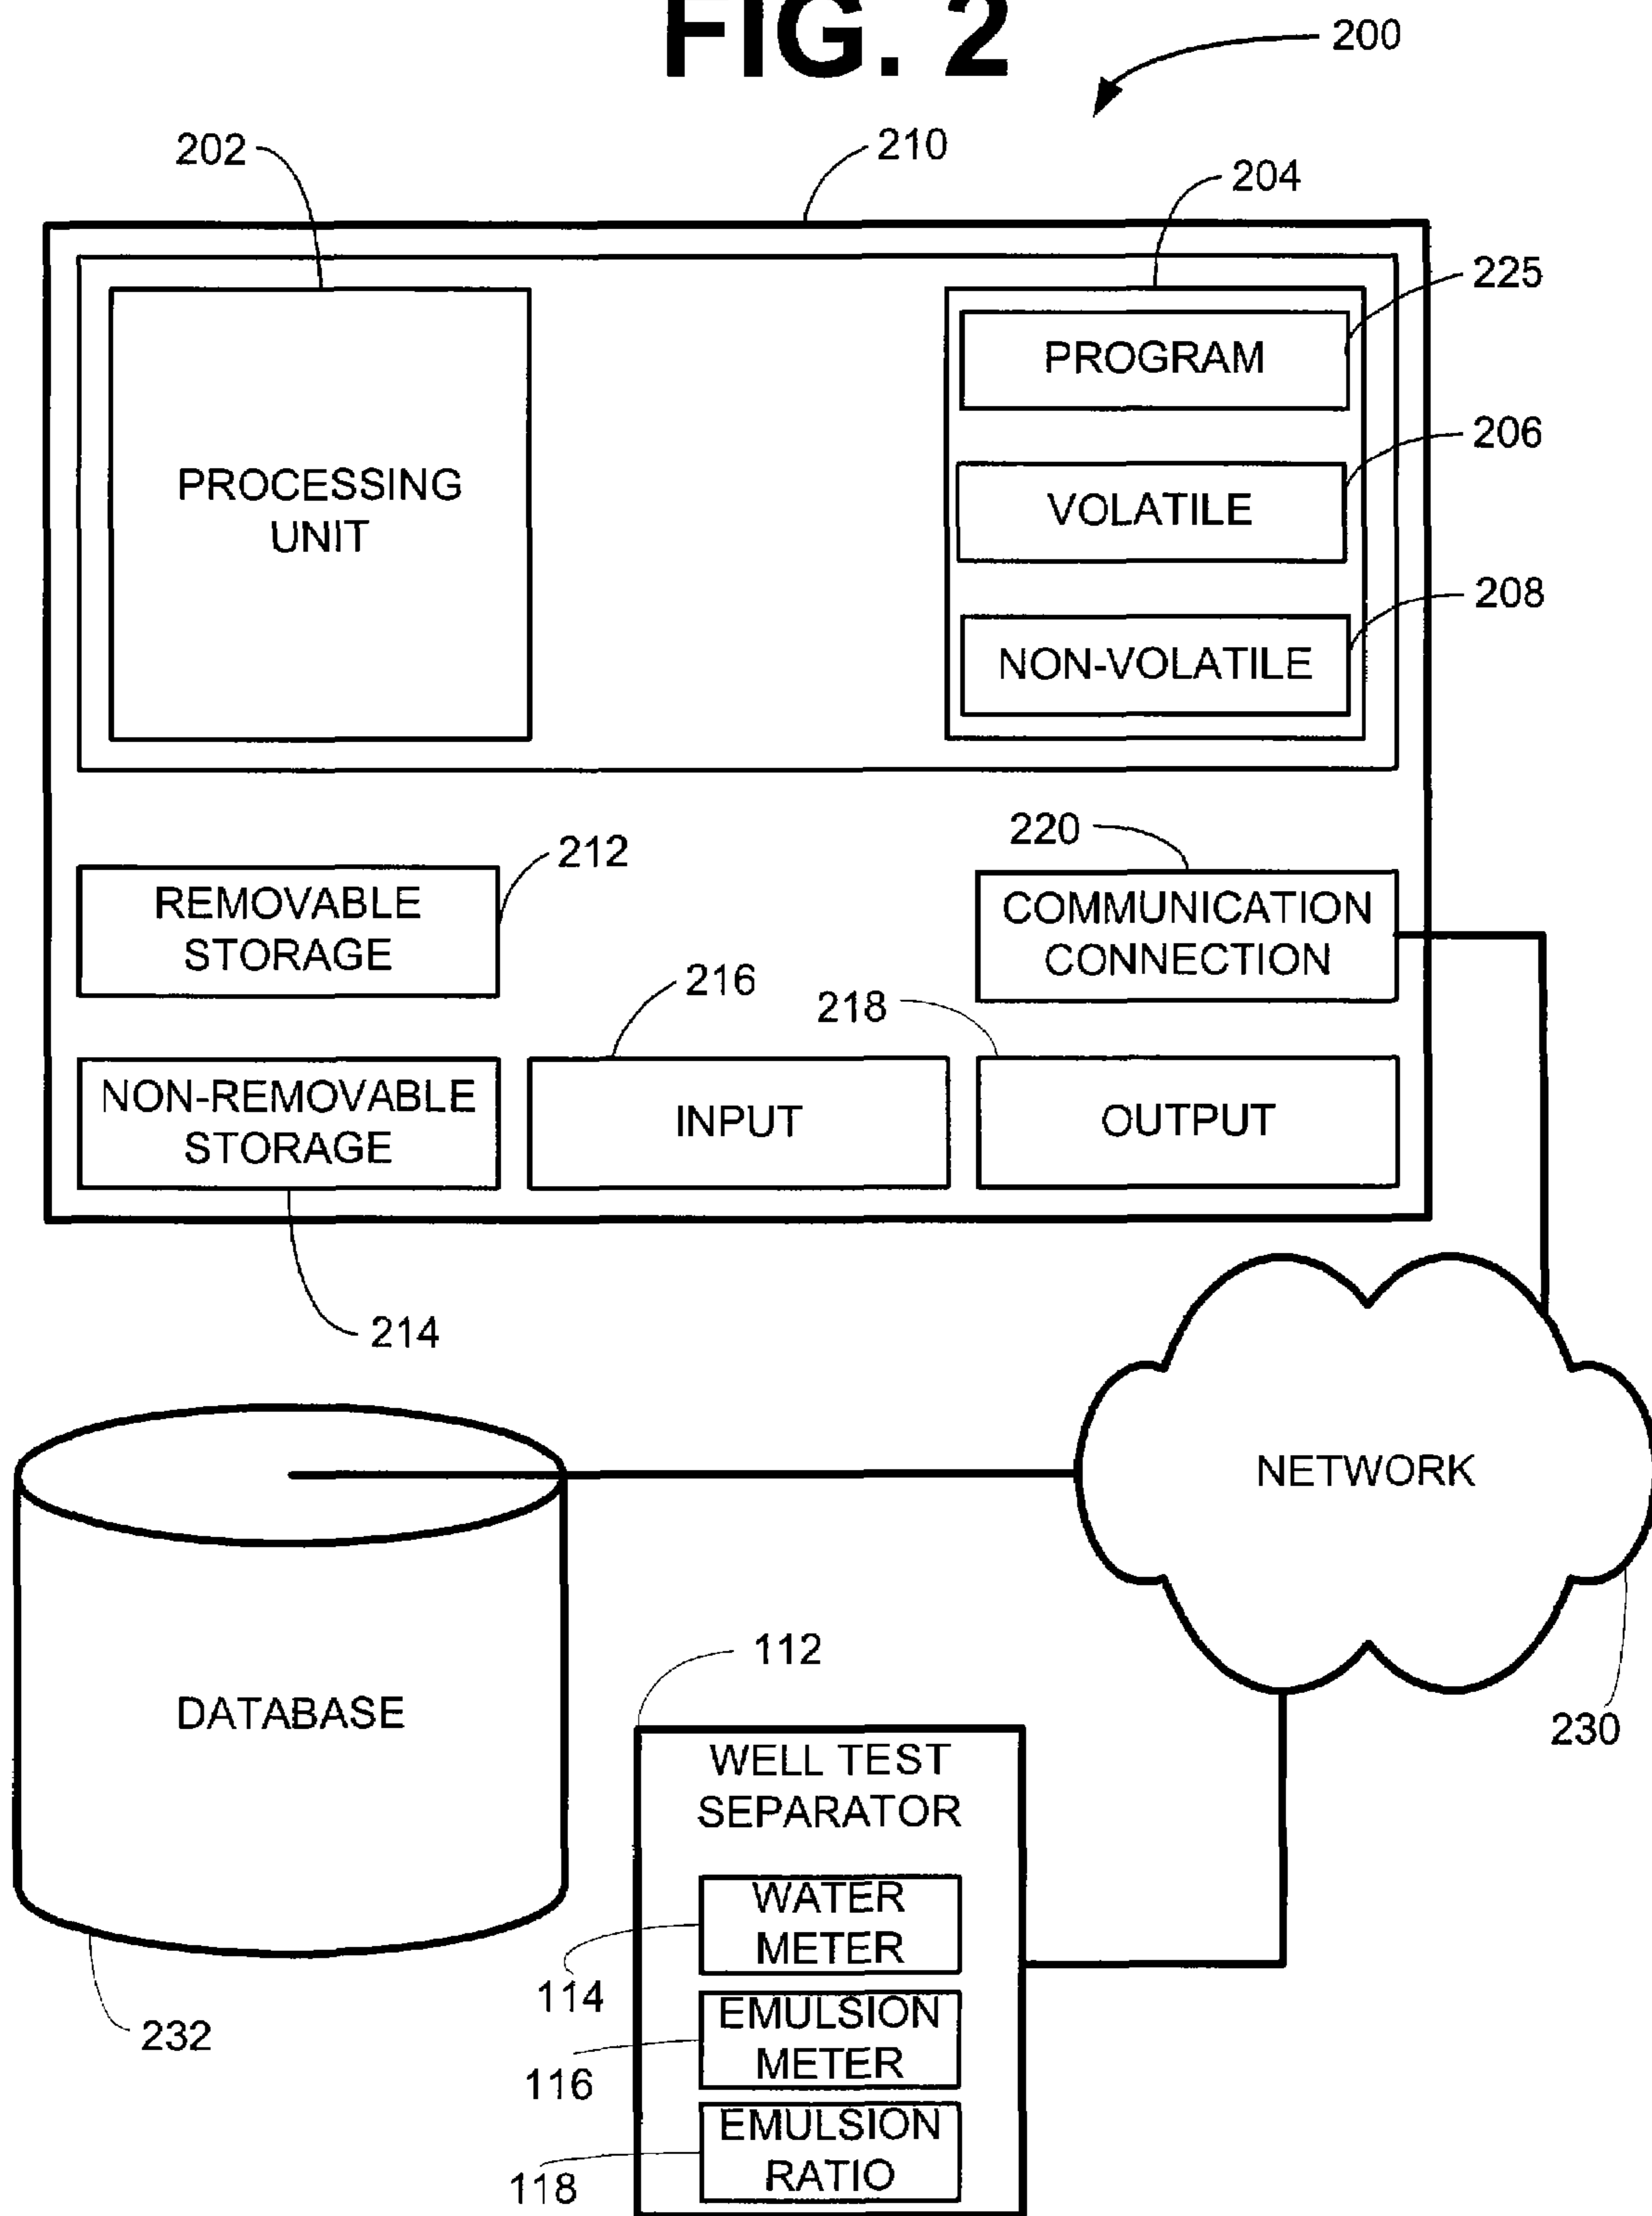 FIG. 2
200
202
210
204
225
PROGRAM
206
PROCESSING
UNIT
VOLATILE
208
NON-VOLATILE
220
212
REMOVABLE
STORAGE
COMMUNICATION
CONNECTION
216
218
NON-REMOVABLE
STORAGE
INPUT
OUTPUT
214
NETWORK
112
DATABASE
230
WELL TEST
SEPARATOR
WATER
METER
114
232
EMULSION
METER
116
EMULSION
RATIO
118